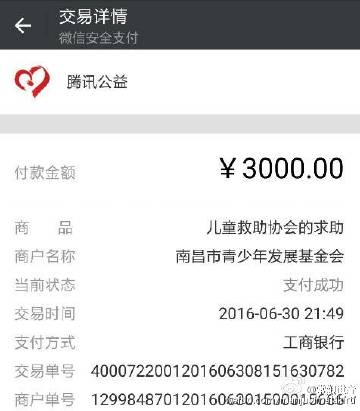 交易详情
微信安全支付
腾讯公益
付款金额 ￥3000.00
商 品 儿童救助协会的求助
商户名称 南昌市青少年发展基金会
当前状态 支付成功
交易时间 2016-06-30 21:49
支付方式 工商银行
交易单号 4000722001201606308151630782
商户单号